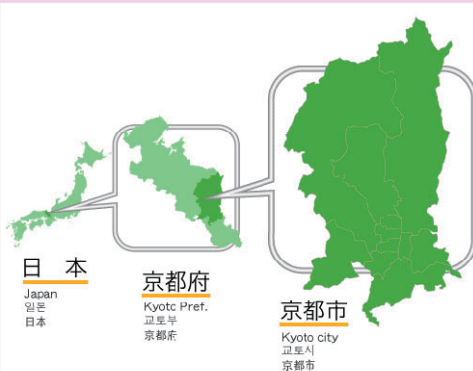 日 本
Japan
일본
日本
京都府
Kyoto Pref.
교토부
京都府
京都市
Kyoto city
교토시
京都市